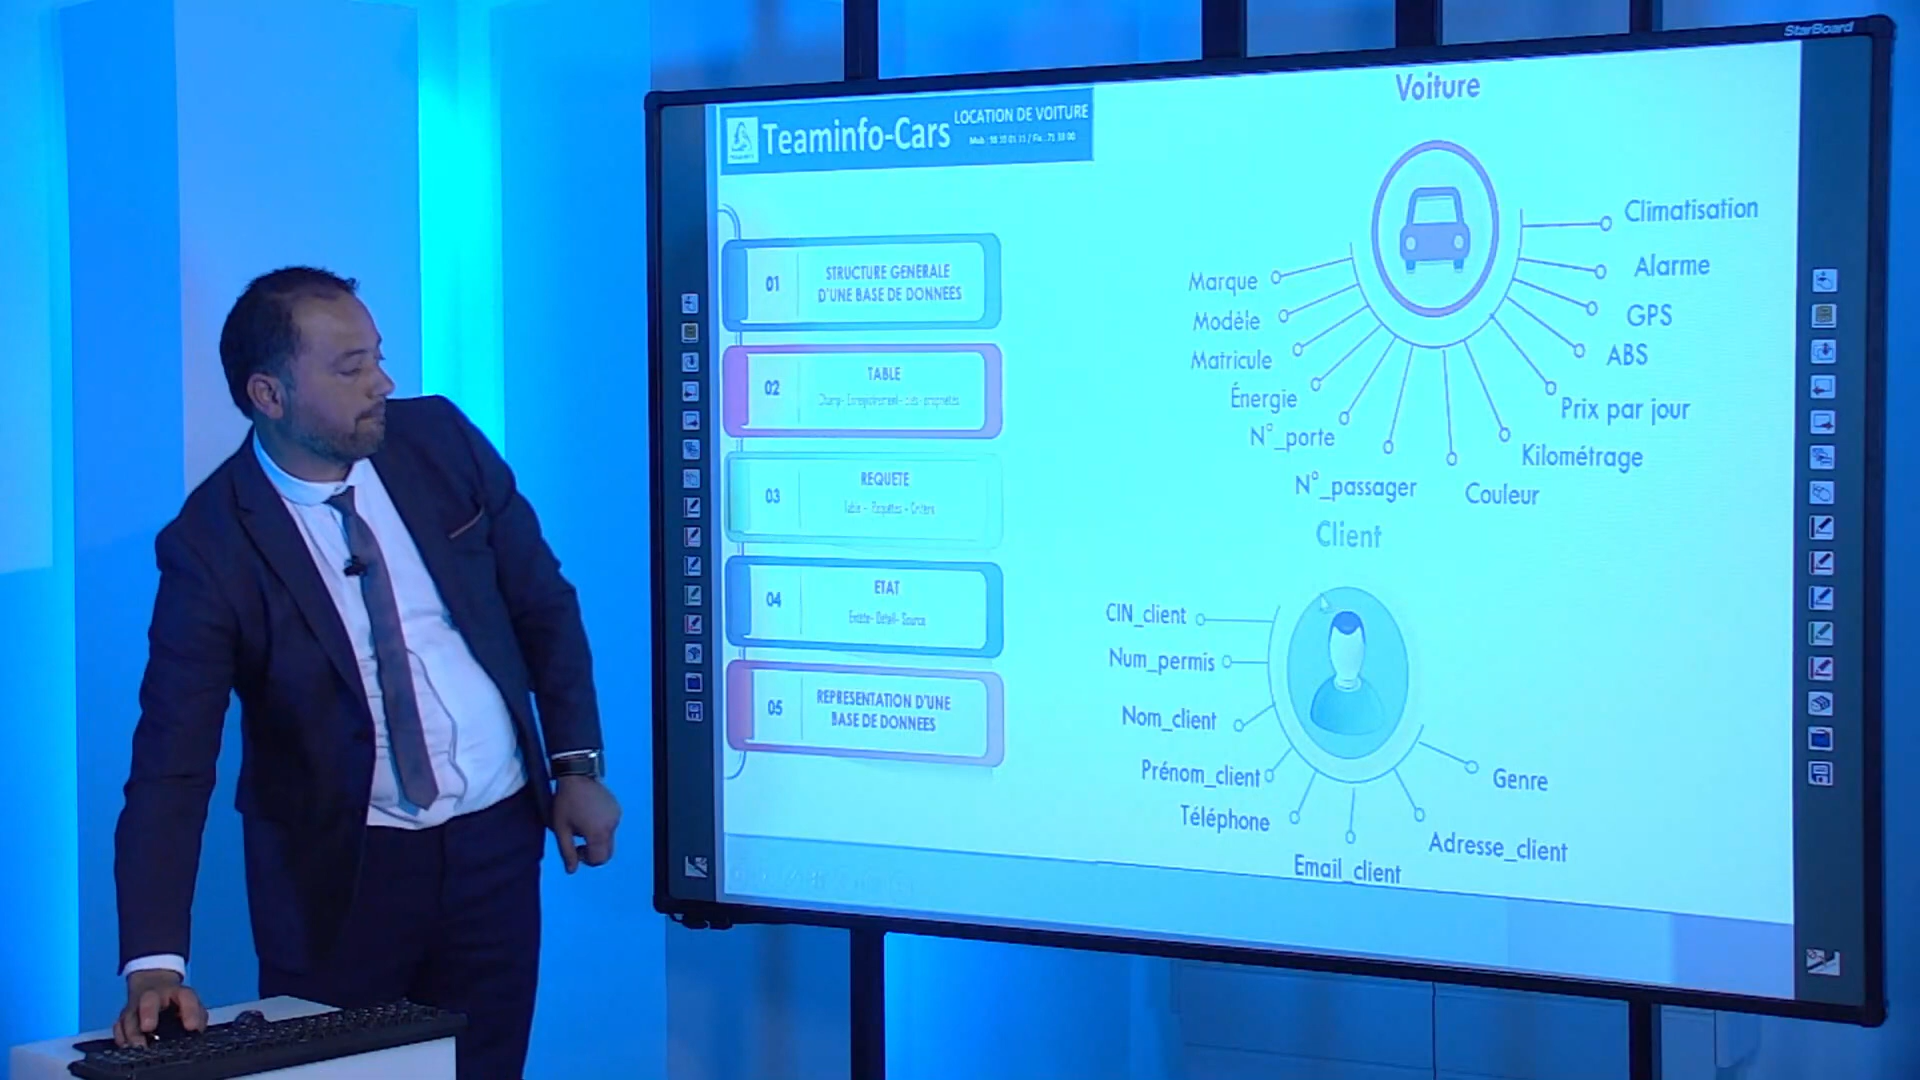 StarBoard
Teaminfo-Cars
LOCATION DE VOITURE
01
STRUCTURE GENERALE
D'UNE BASE DE DONNEES
02
TABLE
03
REQUETE
04
ETAT
05
REPRESENTATION D'UNE
BASE DE DONNEES
Voiture
Climatisation
Alarme
GPS
ABS
Prix par jour
Kilométrage
Couleur
N°_passager
N°_porte
Énergie
Matricule
Modèle
Marque
Client
CIN_client
Num_permis
Nom_client
Prénom_client
Téléphone
Email_client
Adresse_client
Genre